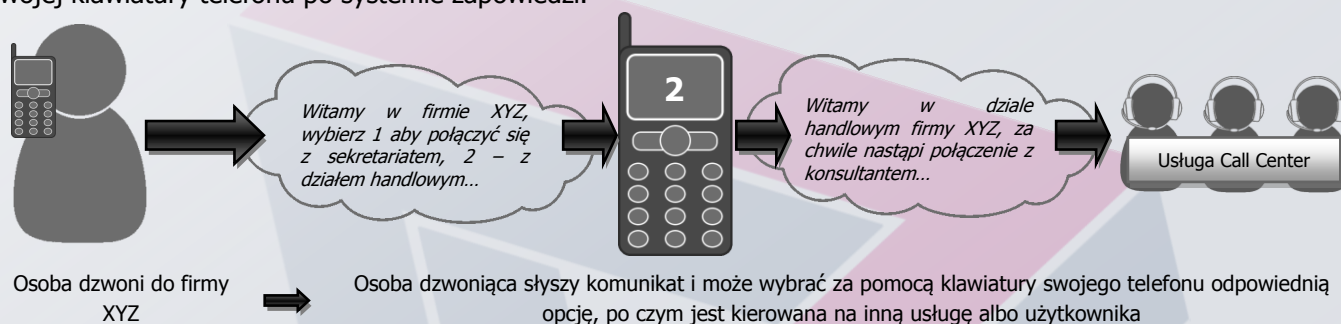 wojej klawiatury telefonu po systemie zapowiedzi.
Witamy w firmie XYZ,
wybierz 1 aby połączyć się
z sekretariatem, 2 – z
działem handlowym...
2
Witamy w dziale
handlowym firmy XYZ, za
chwile nastąpi połączenie z
konsultantem...
Usługa Call Center
Osoba dzwoni do firmy
XYZ
Osoba dzwoniąca słyszy komunikat i może wybrać za pomocą klawiatury swojego telefonu odpowiednią
opcję, po czym jest kierowana na inną usługę albo użytkownika